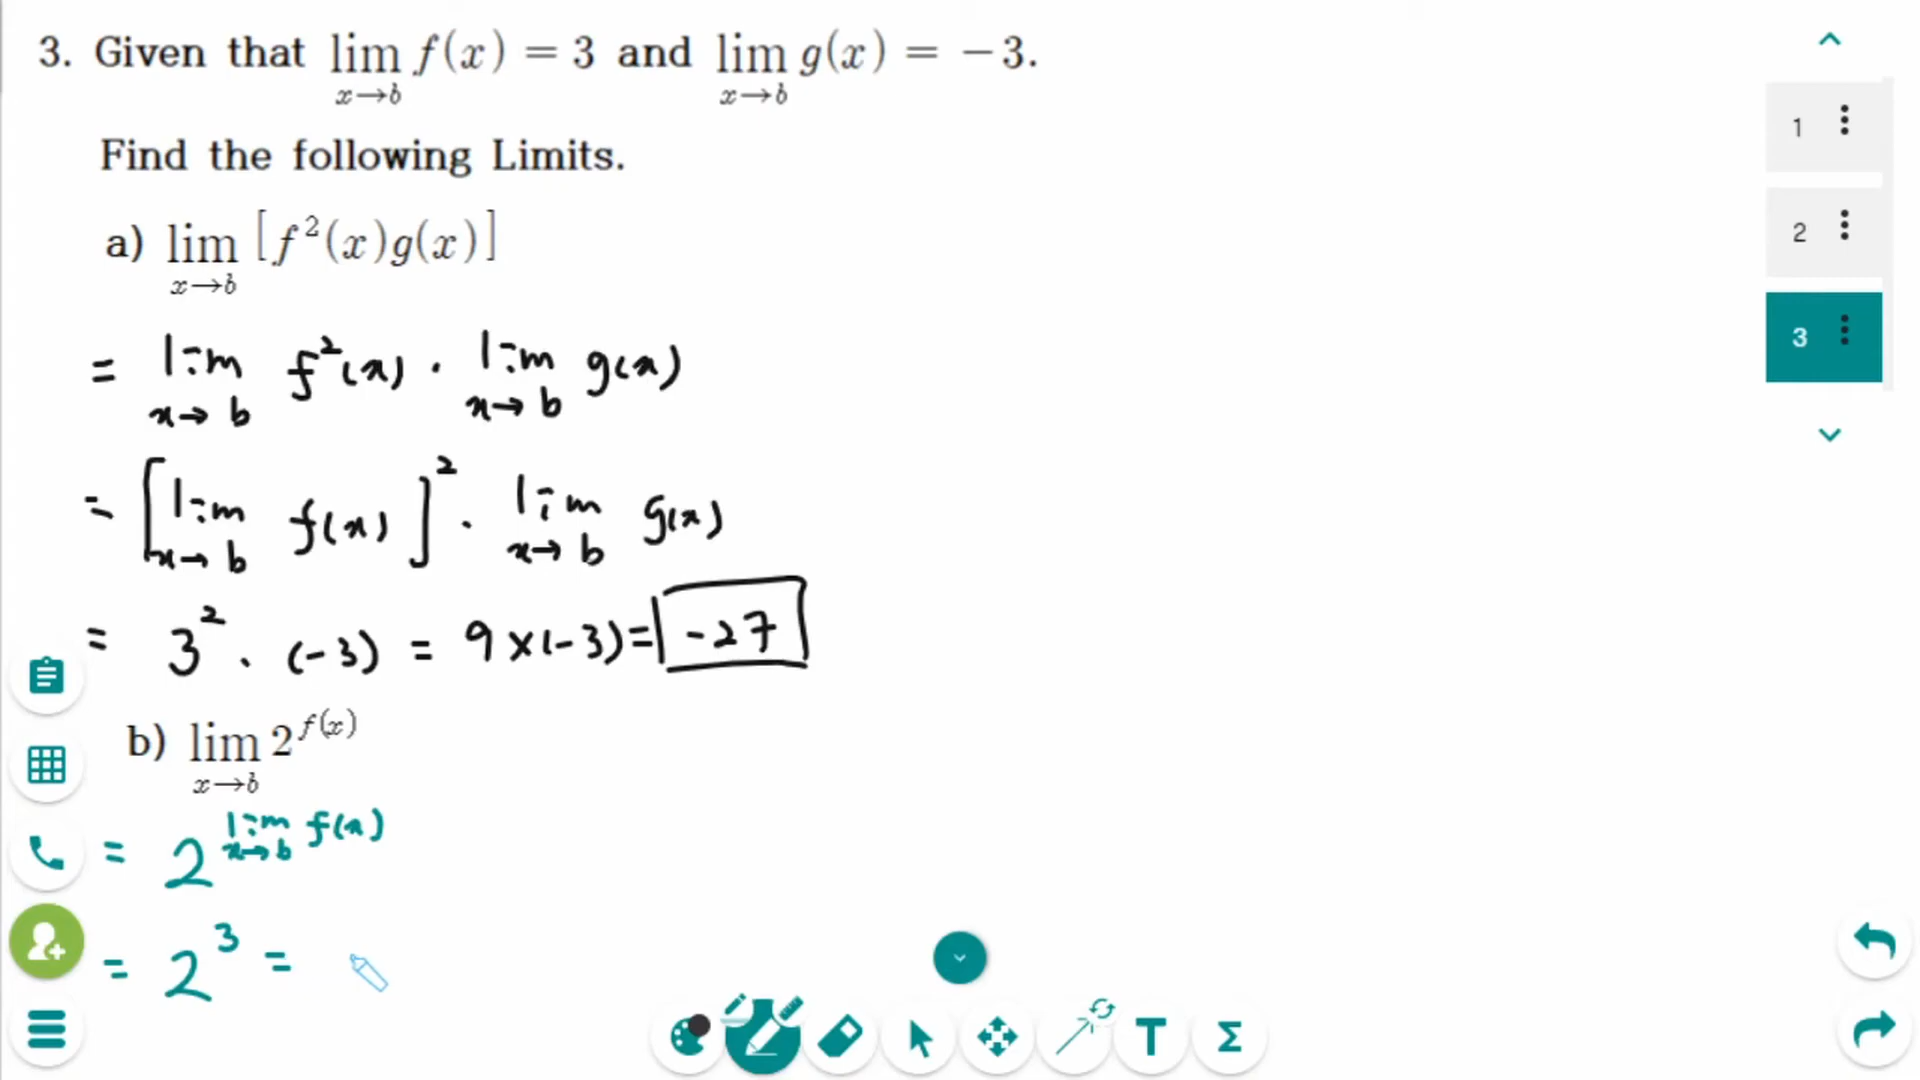 3. Given that lim f(x) = 3 and lim g(x) = −3.
x→b x→b
Find the following Limits.
a) lim [f²(x)g(x)]
x→b
= lim f²(x) · lim g(x)
x→b x→b
= [lim f(x)]² · lim g(x)
x→b x→b
= 3² · (-3) = 9×(-3)= -27
b) lim 2^f(x)
x→b
= 2^lim f(x)
x→b
= 2³ =
1
2
3
T
Σ